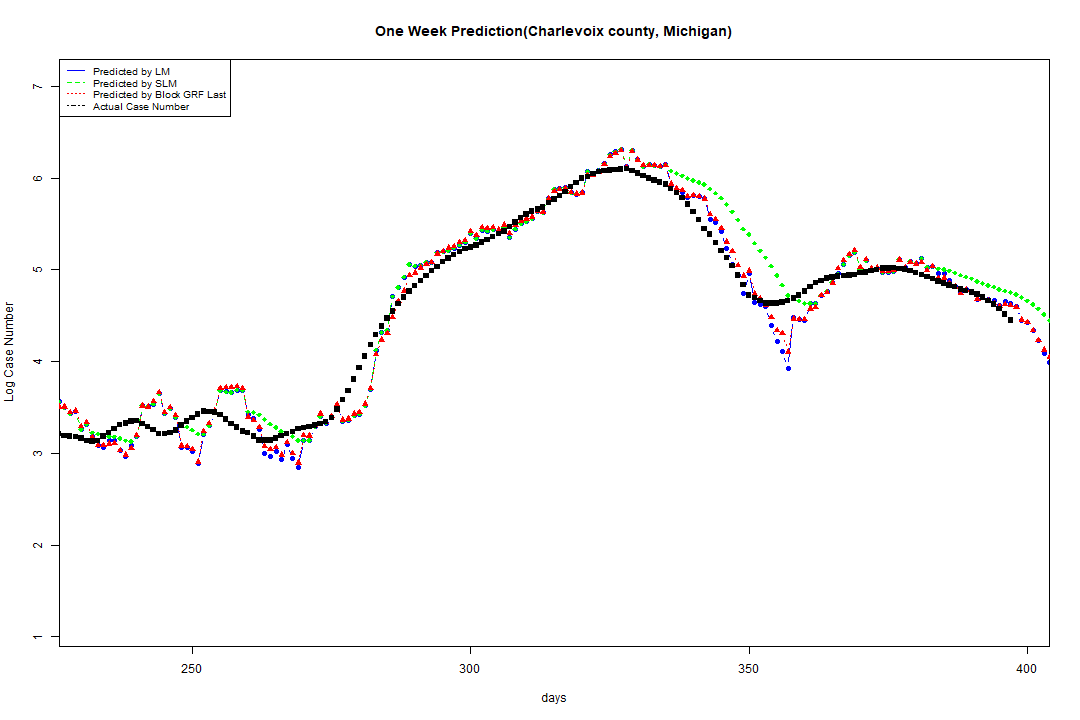 One Week Prediction(Charlevoix county, Michigan)
Predicted by LM
Predicted by SLM
Predicted by Block GRF Last
Actual Case Number
Log Case Number
7
6
5
4
3
2
1
250
300
350
400
days